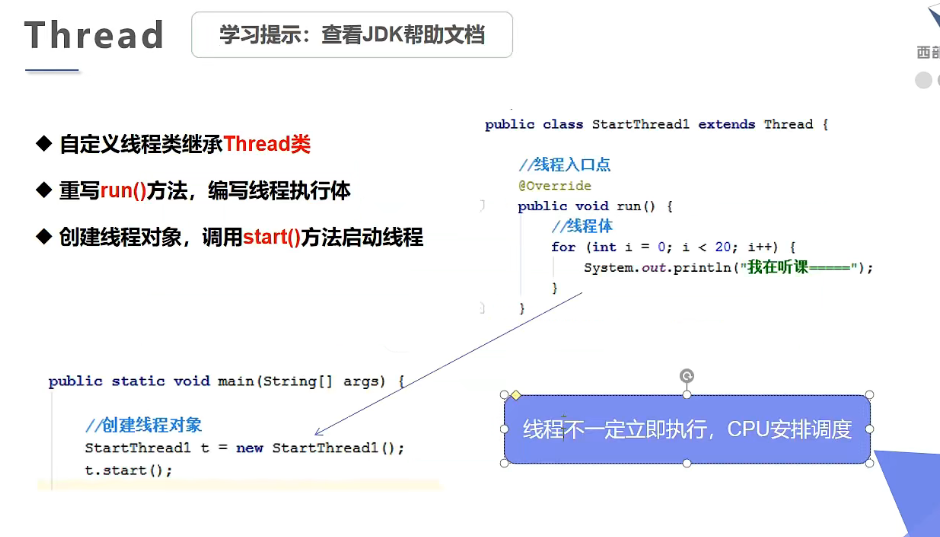 Thread
学习提示：查看JDK帮助文档
西部
◆ 自定义线程类继承Thread类
◆ 重写run()方法，编写线程执行体
◆ 创建线程对象，调用start()方法启动线程
public class StartThread1 extends Thread {
//线程入口点
@Override
public void run() {
//线程体
for (int i = 0; i < 20; i++) {
System.out.println("我在听课=====");
}
}
public static void main(String[] args) {
//创建线程对象
StartThread1 t = new StartThread1();
t.start();
线程不一定立即执行，CPU安排调度